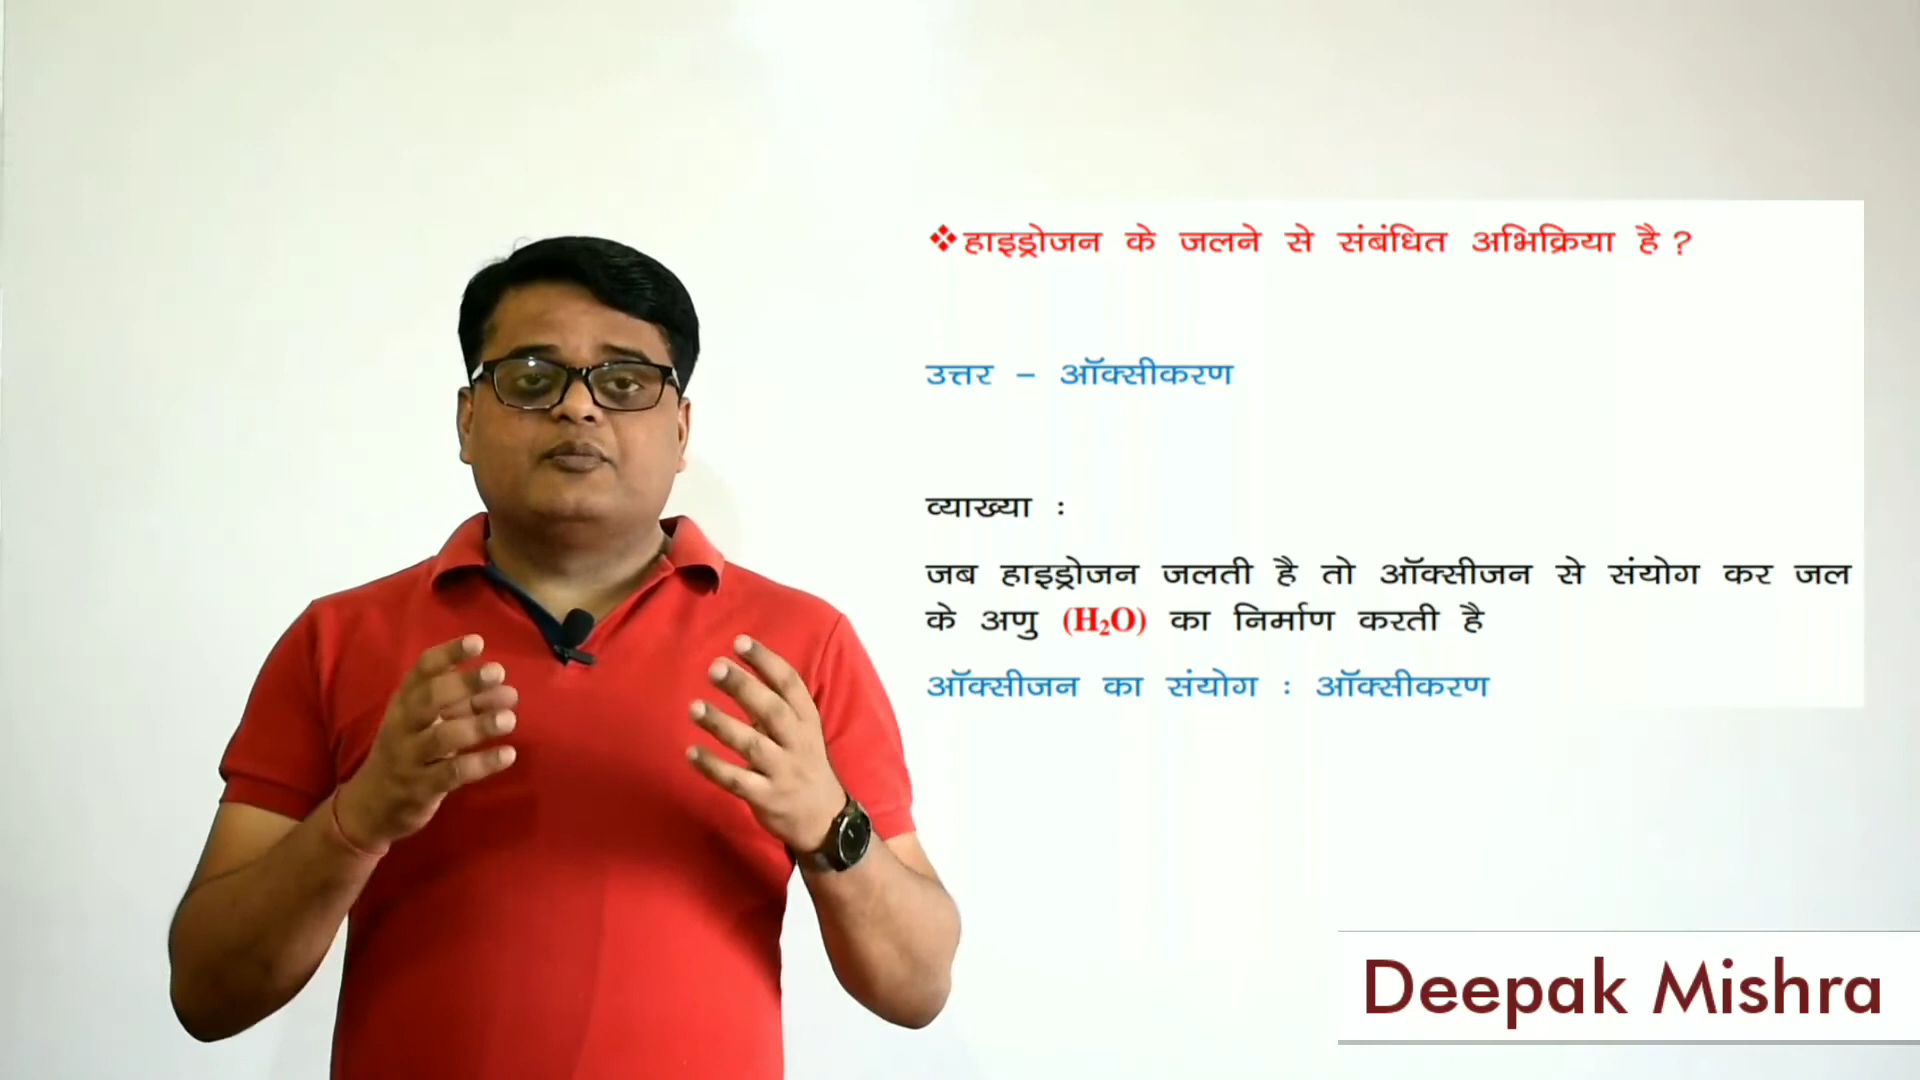 ❖हाइड्रोजन के जलने से संबंधित अभिक्रिया है ?
उत्तर – ऑक्सीकरण
व्याख्या :
जब हाइड्रोजन जलती है तो ऑक्सीजन से संयोग कर जल
के अणु (H₂O) का निर्माण करती है
ऑक्सीजन का संयोग : ऑक्सीकरण
Deepak Mishra